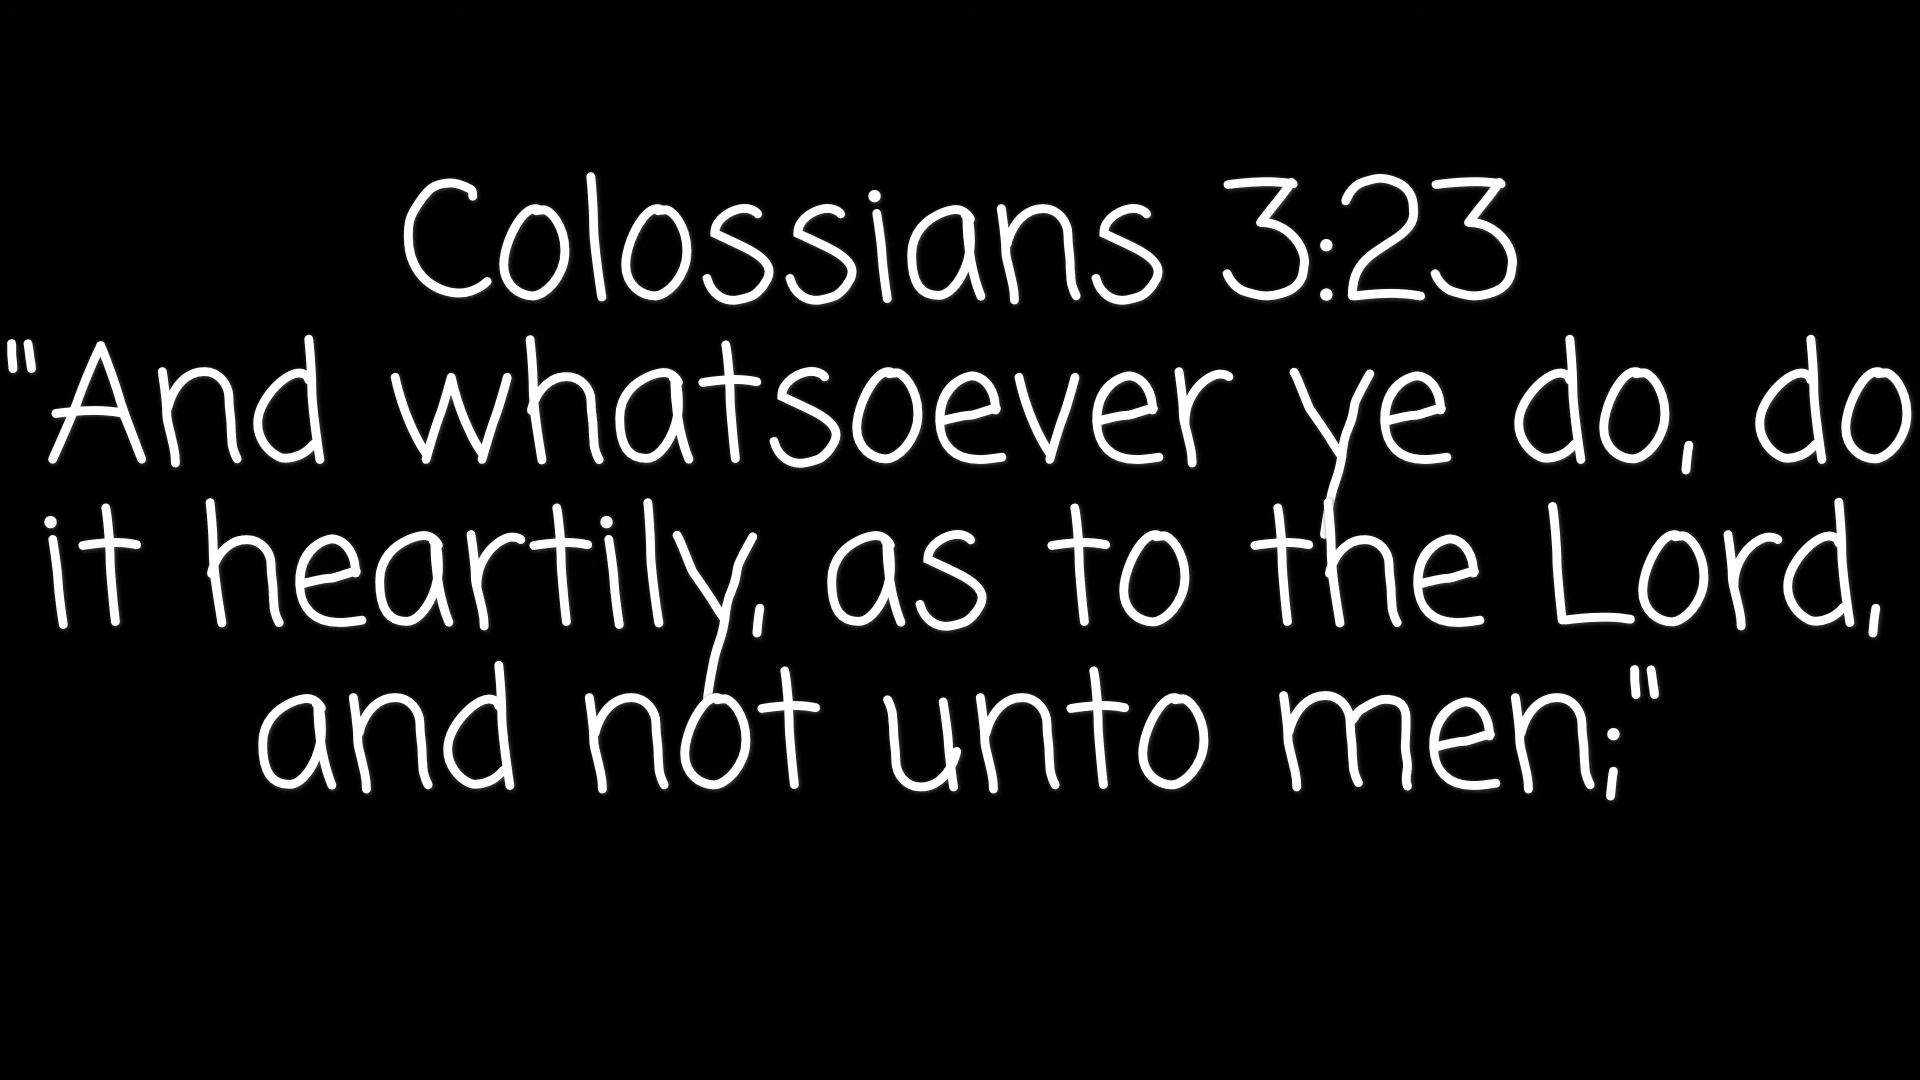 Colossians 3:23
"And whatsoever ye do, do
it heartily, as to the Lord,
and not unto men;"